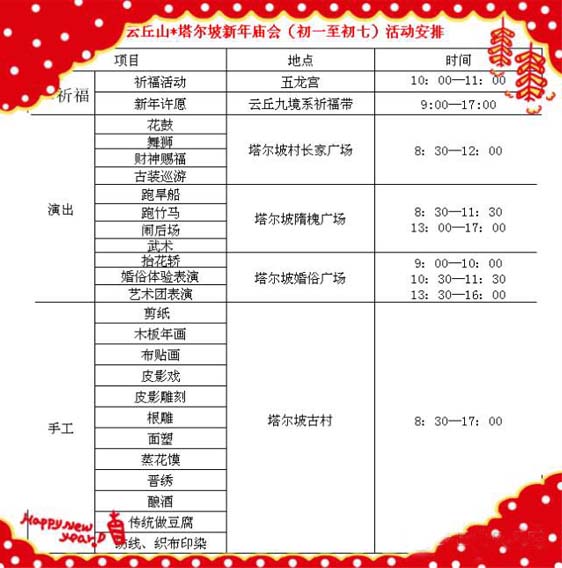 云丘山*塔尔坡新年庙会（初一至初七）活动安排
项目 地点 时间
祈福 祈福活动 五龙宫 10：00—11：00
新年许愿 云丘九境系祈福带 9:00—17:00
演出 花鼓 塔尔坡村长家广场 8：30—12：00
舞狮
财神赐福
古装巡游
跑旱船 塔尔坡隋槐广场 8：30—11：30
跑竹马 13：00—17：00
闹后场
武术
抬花轿 塔尔坡婚俗广场 9：00—10：00
婚俗体验表演 10：30—11：30
艺术团表演 13：30—16：00
手工 剪纸 塔尔坡古村 8：30—17：00
木板年画
布贴画
皮影戏
皮影雕刻
根雕
面塑
蒸花馍
晋绣
酿酒
传统做豆腐
纺线、织布印染
Happy new
year!